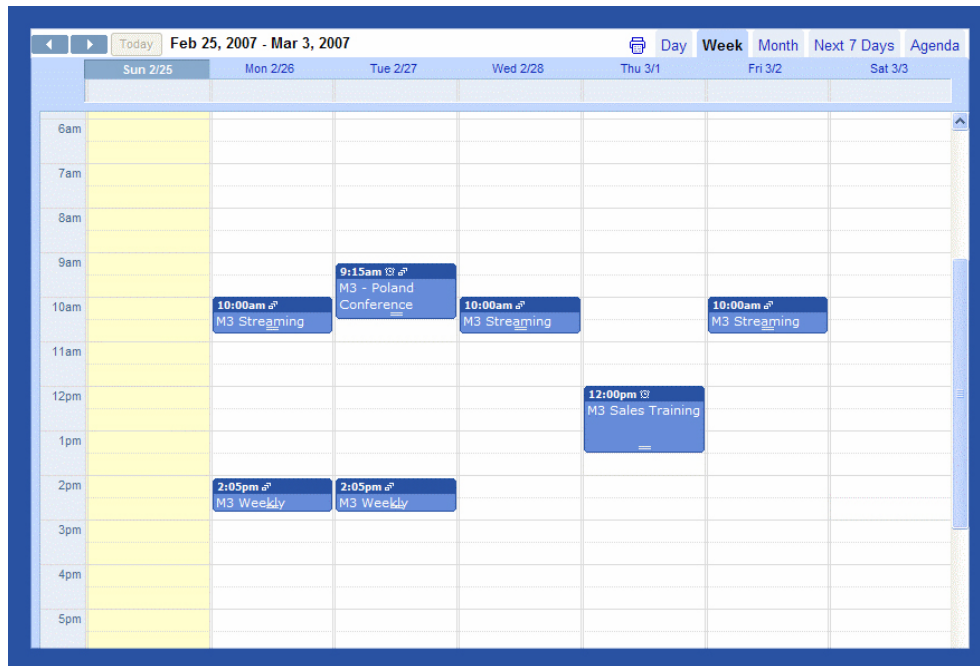 Today Feb 25, 2007 - Mar 3, 2007 Day Week Month Next 7 Days Agenda
Sun 2/25 Mon 2/26 Tue 2/27 Wed 2/28 Thu 3/1 Fri 3/2 Sat 3/3
6am
7am
8am
9am
9:15am
M3 - Poland
Conference
10am
10:00am
M3 Streaming
10:00am
M3 Streaming
10:00am
M3 Streaming
11am
12pm
12:00pm
M3 Sales Training
1pm
2pm
2:05pm
M3 Weekly
2:05pm
M3 Weekly
3pm
4pm
5pm